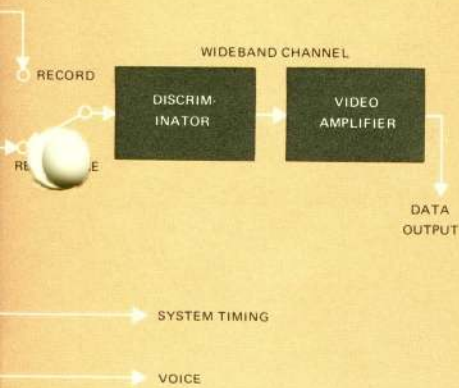 WIDEBAND CHANNEL
RECORD
DISCRIM-
INATOR
VIDEO
AMPLIFIER
DATA
OUTPUT
SYSTEM TIMING
VOICE